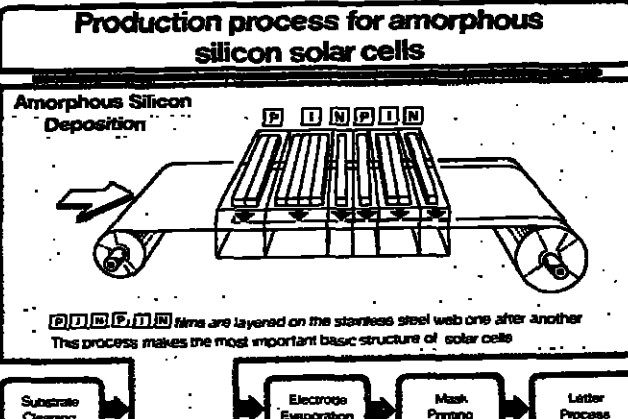 Production process for amorphous
silicon solar cells
Amorphous Silicon
Deposition
P I N P I N
P I N P I N films are layered on the stainless steel web one after another
This process makes the most important basic structure of solar cells
Substrate
Cleaning
Electrode
Evaporation
Mask
Printing
Letter
Process